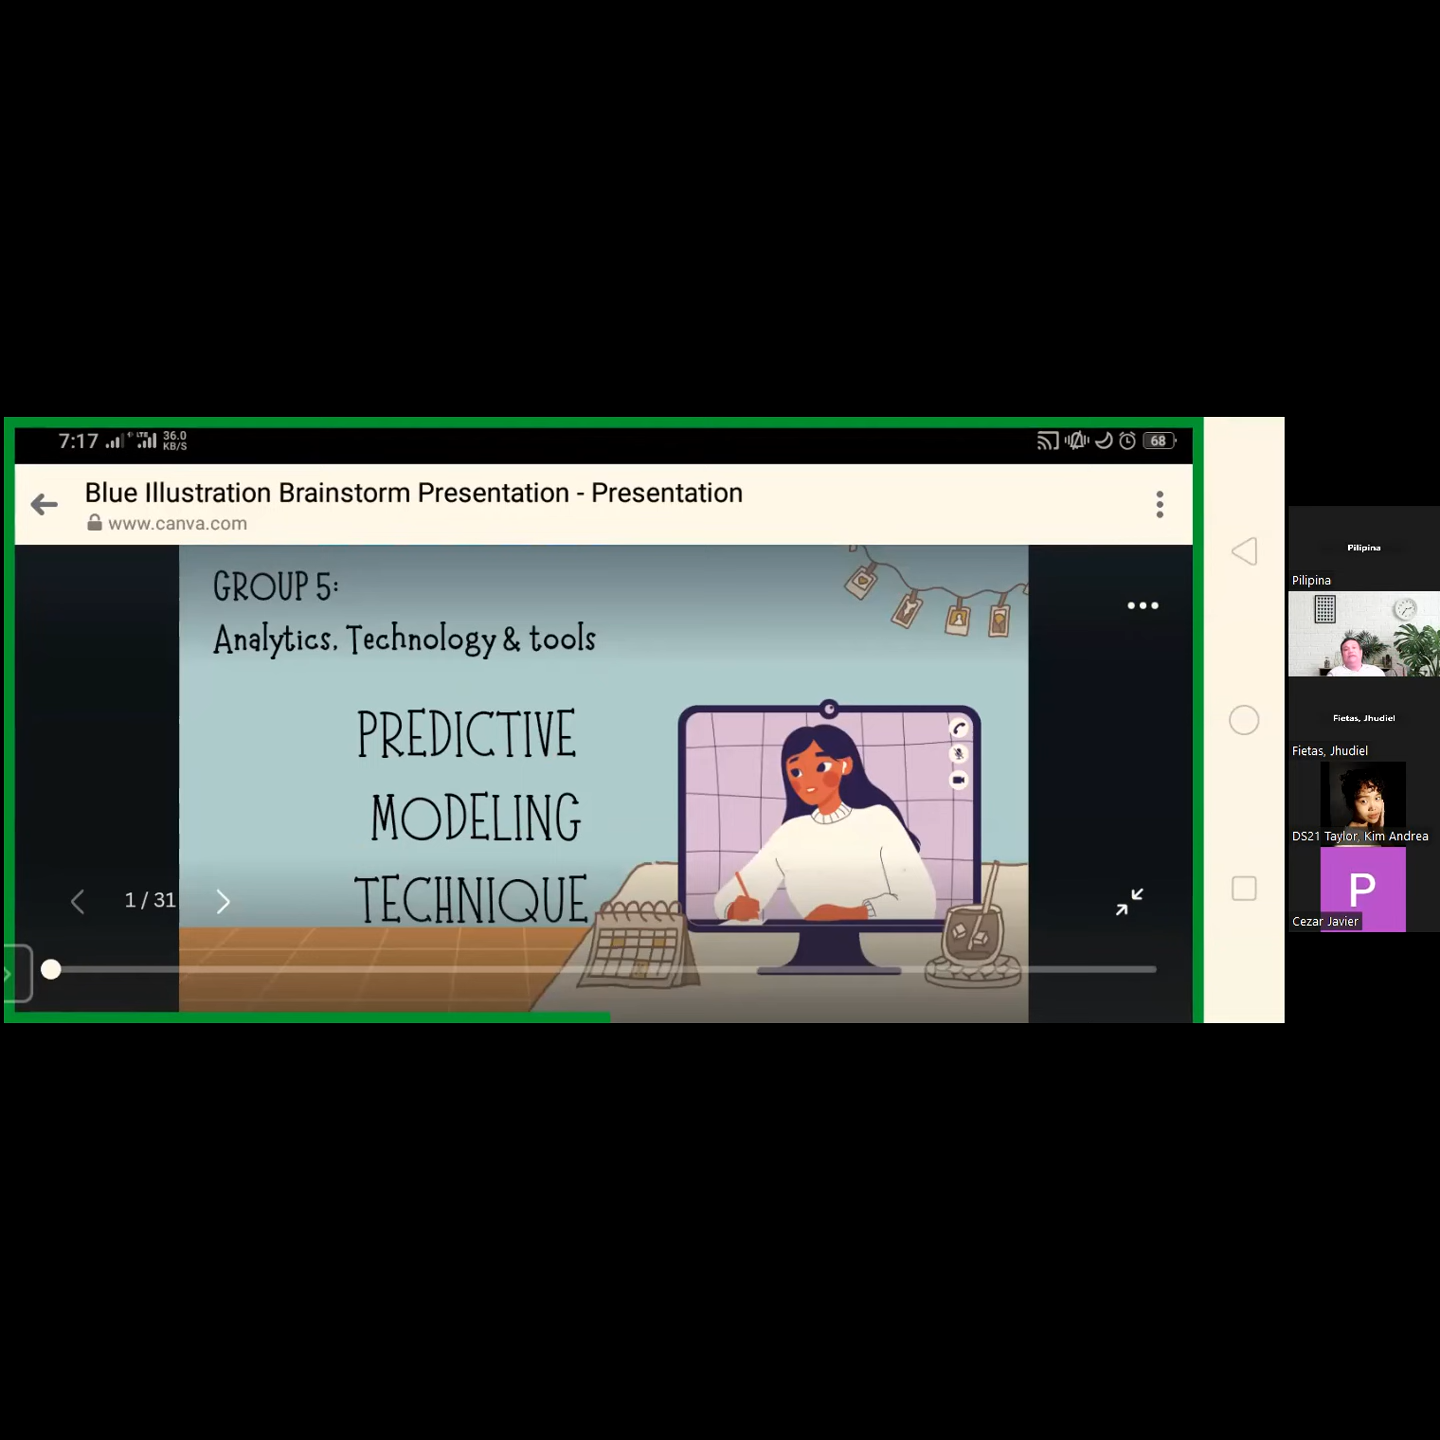 7:17 LTE 36.0 KB/S 68
Blue Illustration Brainstorm Presentation - Presentation
www.canva.com
GROUP 5:
Analytics, Technology & tools
PREDICTIVE
MODELING
TECHNIQUE
1 / 31
Pilipina
Pilipina
Fietas, Jhudiel
Fietas, Jhudiel
DS21 Taylor, Kim Andrea
P
Cezar Javier